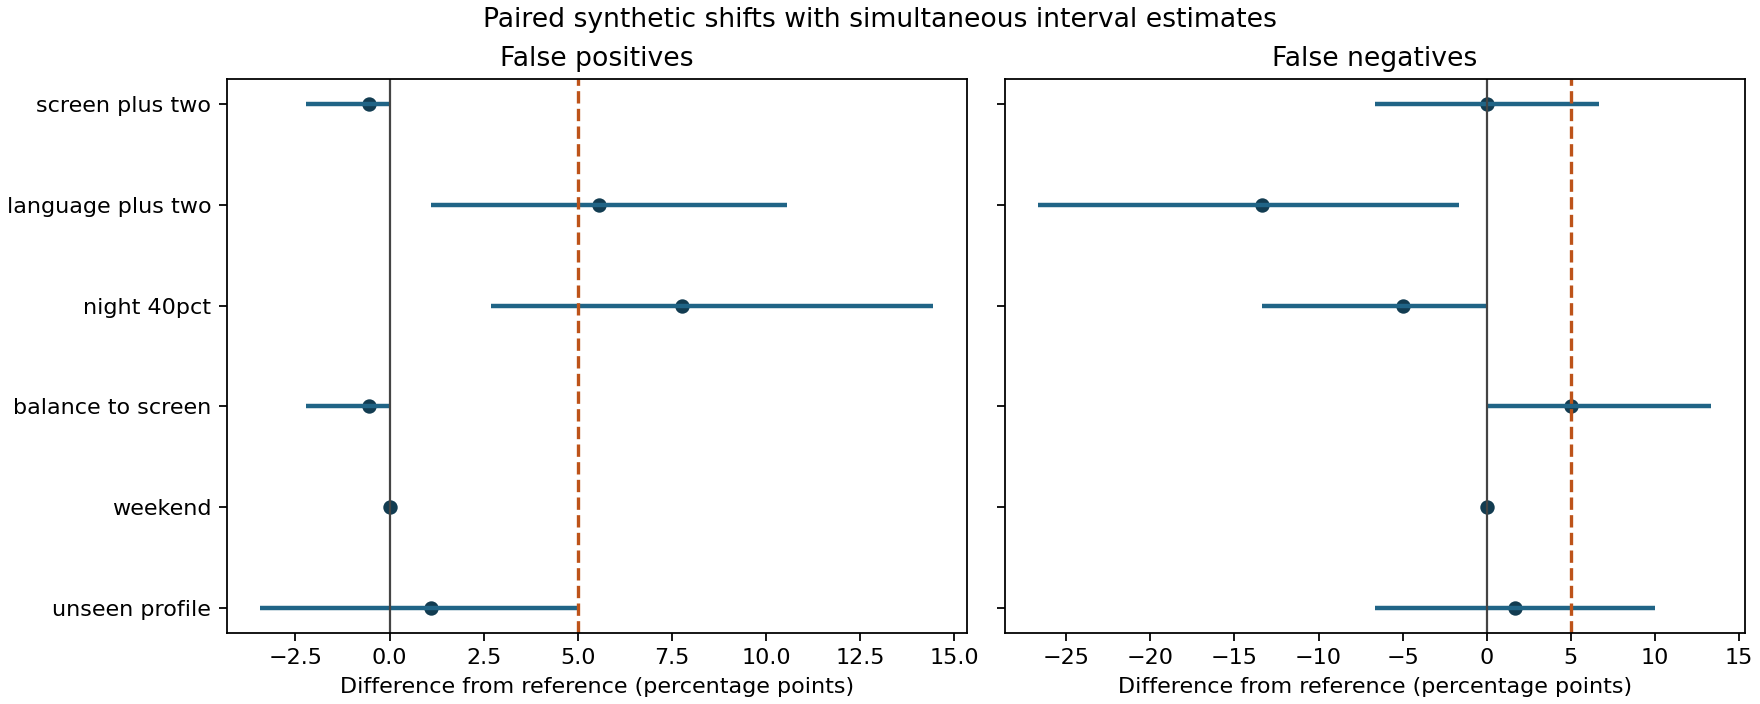 Paired synthetic shifts with simultaneous interval estimates
False positives
False negatives
screen plus two
language plus two
night 40pct
balance to screen
weekend
unseen profile
−2.5 0.0 2.5 5.0 7.5 10.0 12.5 15.0
−25 −20 −15 −10 −5 0 5 10 15
Difference from reference (percentage points)
Difference from reference (percentage points)